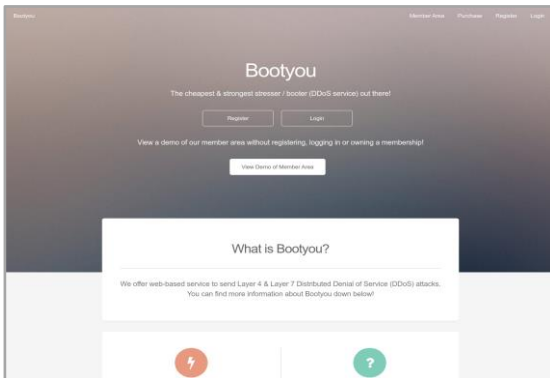 Bootyou
Member Area Purchase Register Login
Bootyou
The cheapest & strongest stresser / booter (DDoS service) out there!
Register Login
View a demo of our member area without registering, logging in or owning a membership!
View Demo of Member Area
What is Bootyou?
We offer web-based service to send Layer 4 & Layer 7 Distributed Denial of Service (DDoS) attacks.
You can find more information about Bootyou down below!
?